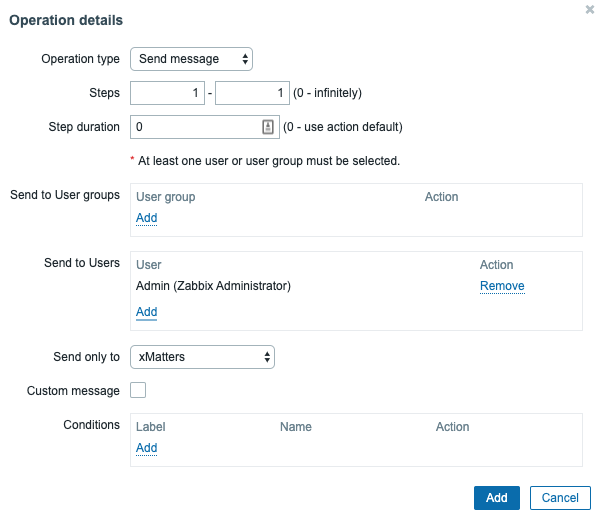 Operation details
Operation type Send message
Steps 1 - 1 (0 - infinitely)
Step duration 0 (0 - use action default)
* At least one user or user group must be selected.
Send to User groups User group Action
Add
Send to Users User Action
Admin (Zabbix Administrator) Remove
Add
Send only to xMatters
Custom message
Conditions Label Name Action
Add
Add Cancel